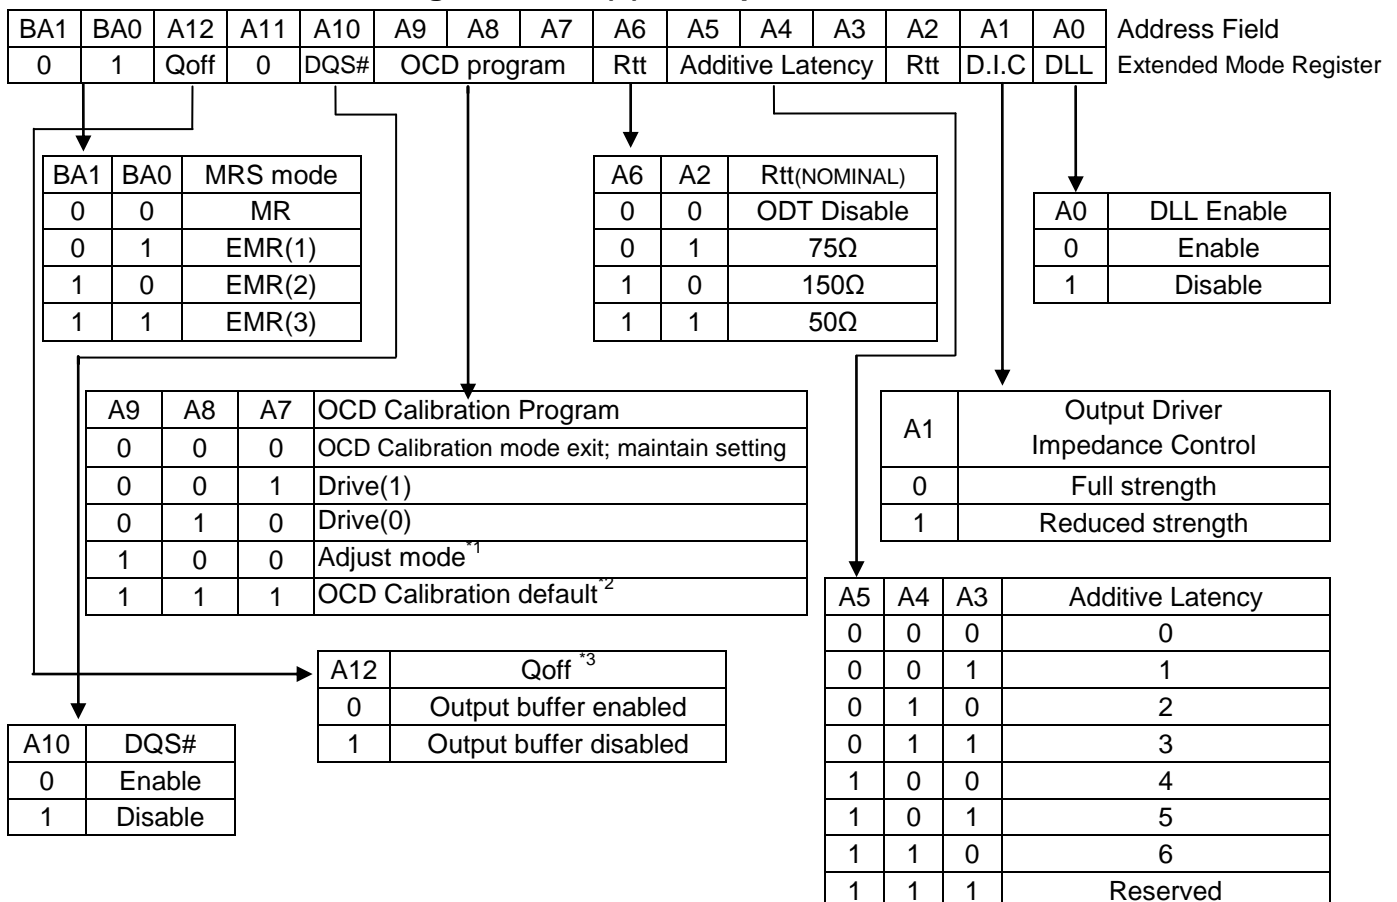 BA1 BA0 A12 A11 A10 A9 A8 A7 A6 A5 A4 A3 A2 A1 A0 Address Field
0 1 Qoff 0 DQS# OCD program Rtt Additive Latency Rtt D.I.C DLL Extended Mode Register
BA1 BA0 MRS mode
0 0 MR
0 1 EMR(1)
1 0 EMR(2)
1 1 EMR(3)
A6 A2 Rtt(NOMINAL)
0 0 ODT Disable
0 1 75Ω
1 0 150Ω
1 1 50Ω
A0 DLL Enable
0 Enable
1 Disable
A9 A8 A7 OCD Calibration Program
0 0 0 OCD Calibration mode exit; maintain setting
0 0 1 Drive(1)
0 1 0 Drive(0)
1 0 0 Adjust mode*1
1 1 1 OCD Calibration default*2
A1 Output Driver
Impedance Control
0 Full strength
1 Reduced strength
A12 Qoff *3
0 Output buffer enabled
1 Output buffer disabled
A10 DQS#
0 Enable
1 Disable
A5 A4 A3 Additive Latency
0 0 0 0
0 0 1 1
0 1 0 2
0 1 1 3
1 0 0 4
1 0 1 5
1 1 0 6
1 1 1 Reserved